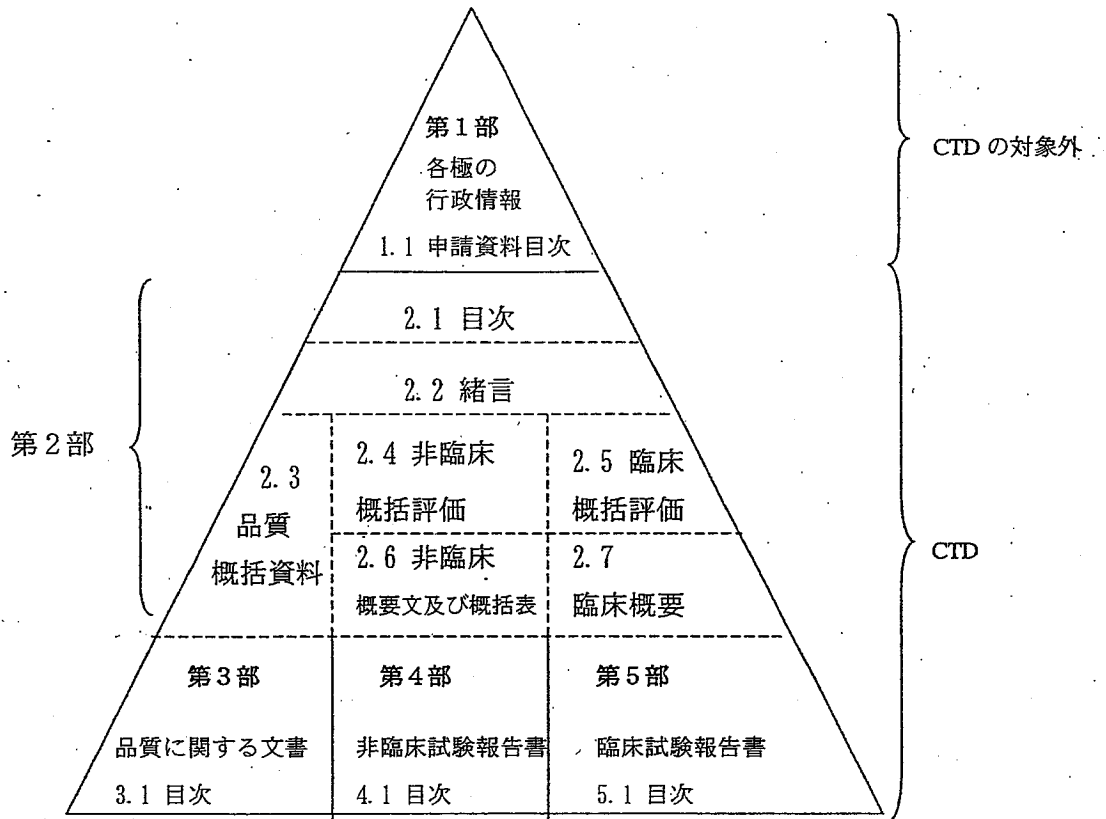 第1部
各極の
行政情報
1.1 申請資料目次
CTDの対象外
2.1 目次
2.2 緒言
第2部
2.3
品質
概括資料
2.4 非臨床
概括評価
2.5 臨床
概括評価
2.6 非臨床
概要文及び概括表
2.7
臨床概要
CTD
第3部
品質に関する文書
3.1 目次
第4部
非臨床試験報告書
4.1 目次
第5部
臨床試験報告書
5.1 目次